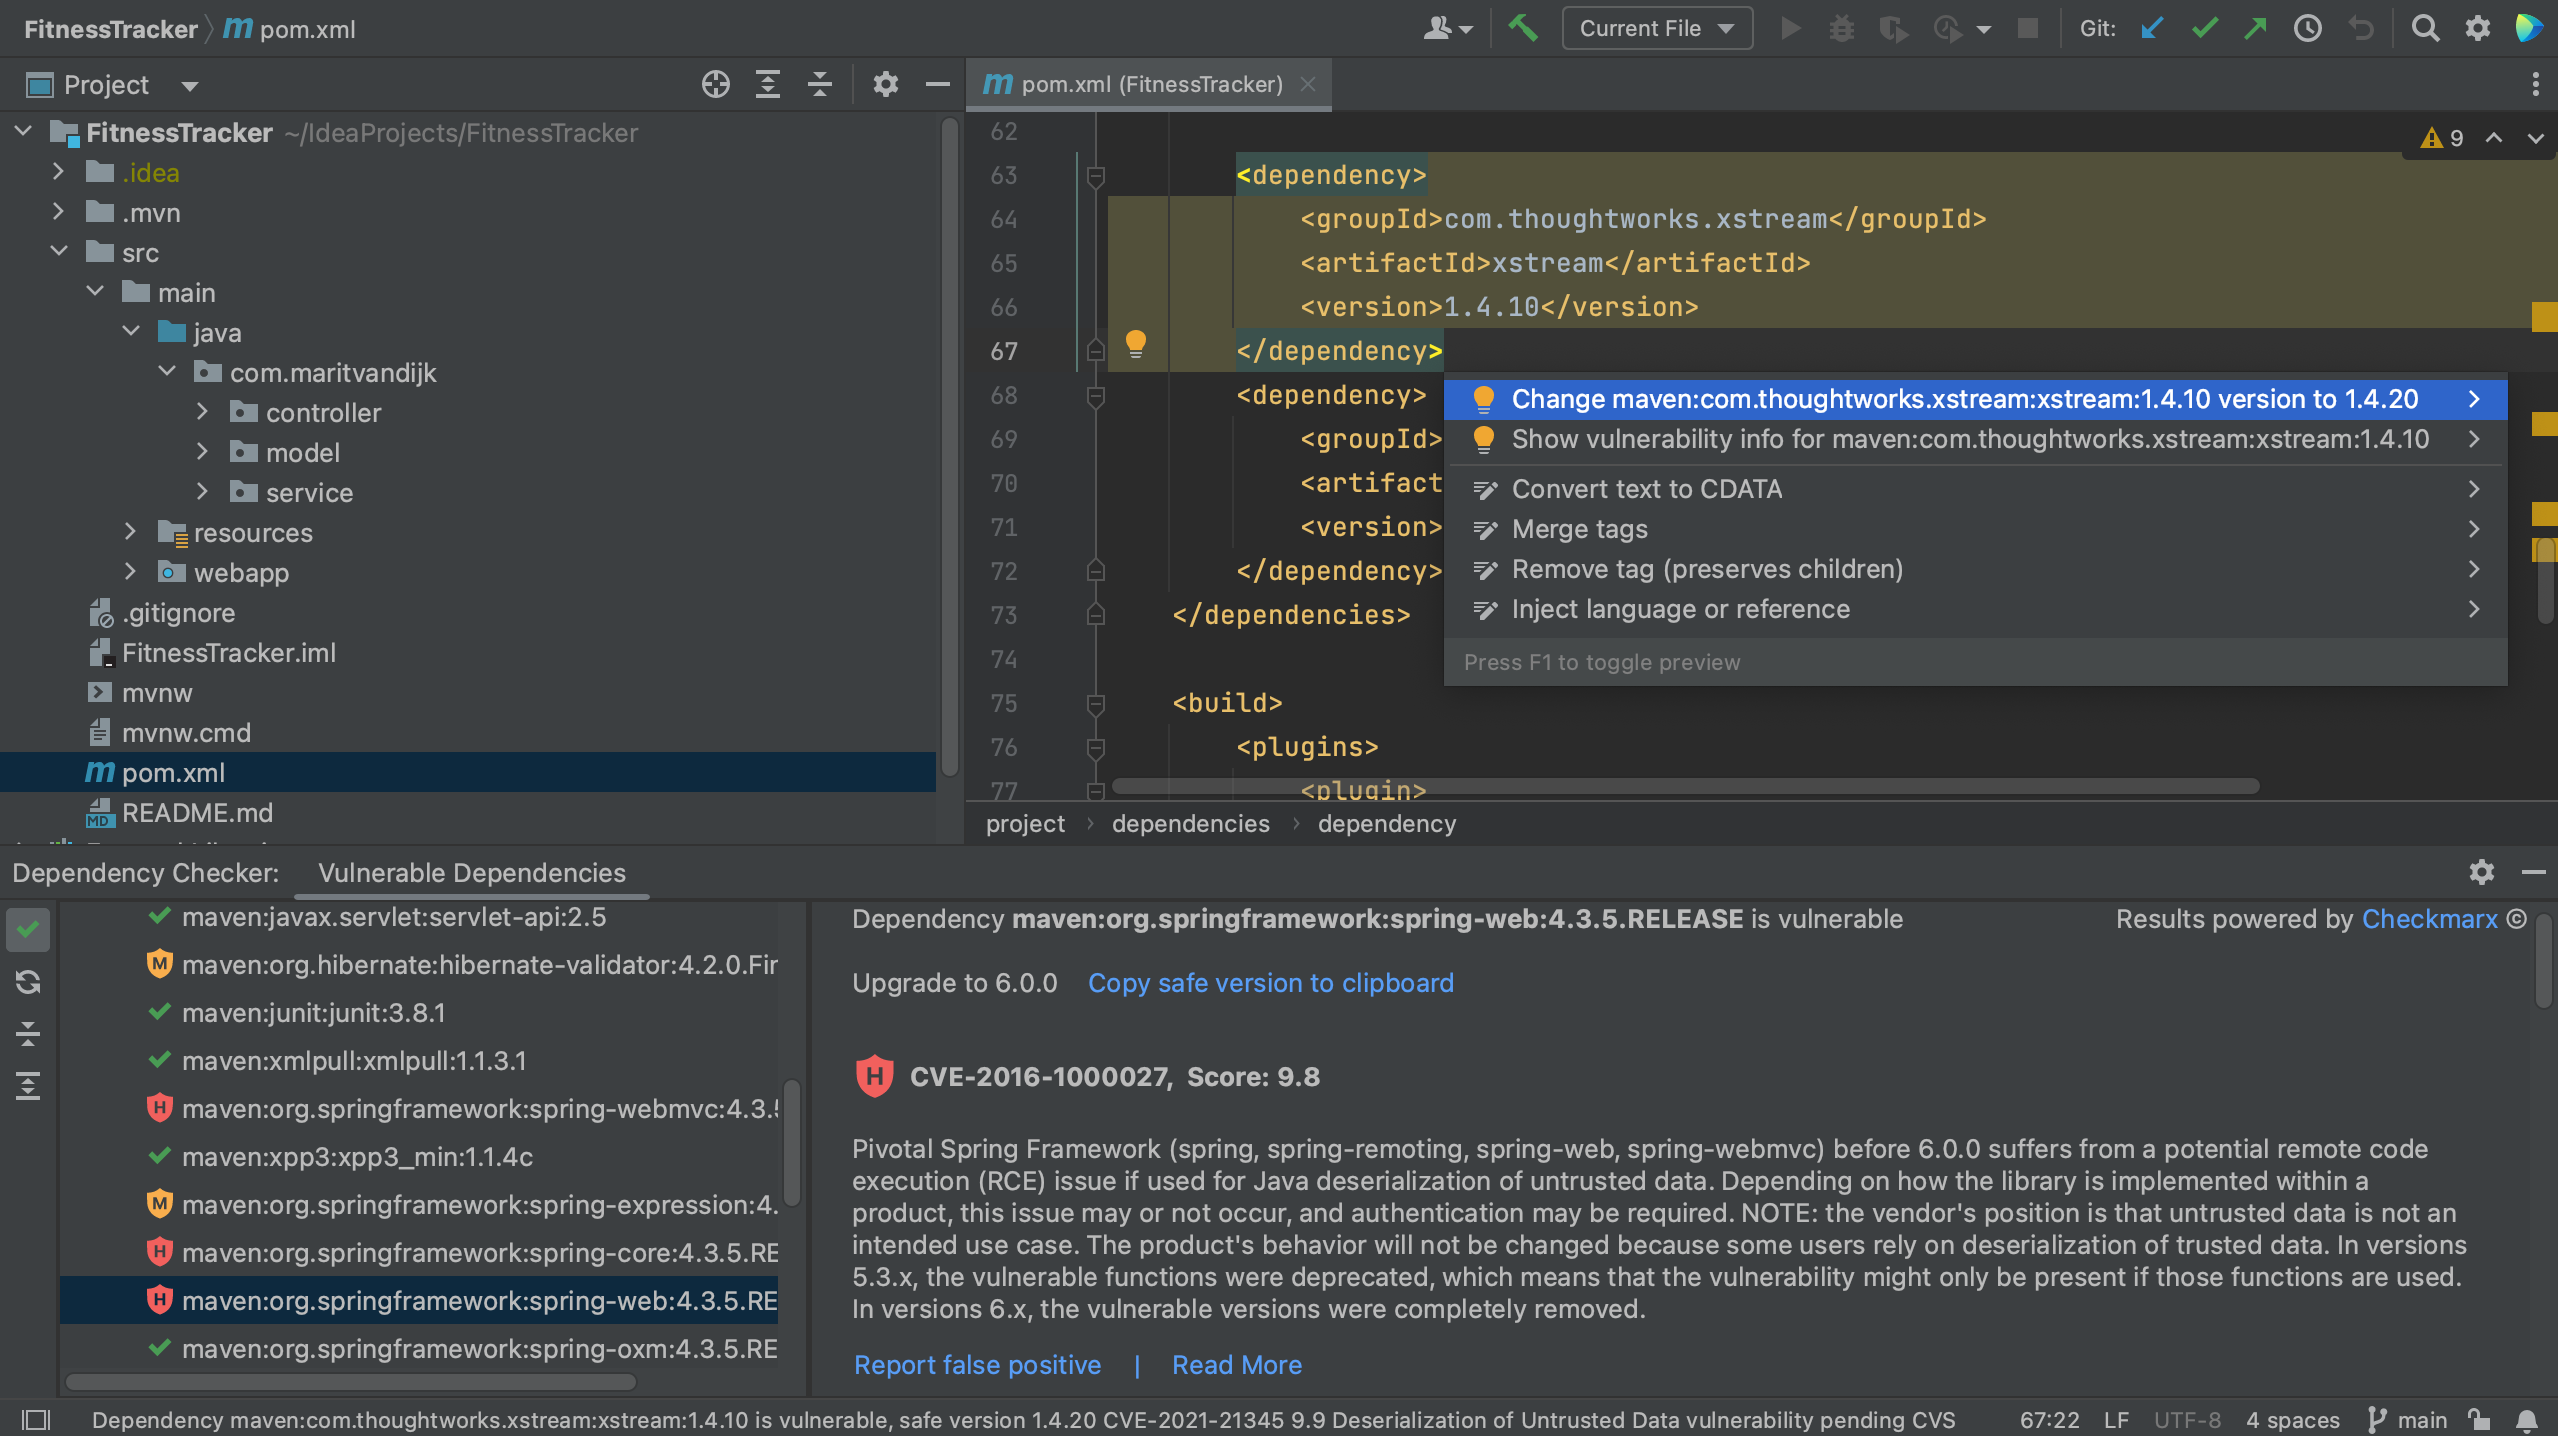 FitnessTracker
pom.xml
Current File
Git:
Project
pom.xml (FitnessTracker)
FitnessTracker ~/IdeaProjects/FitnessTracker
.idea
.mvn
src
main
java
com.maritvandijk
controller
model
service
resources
webapp
.gitignore
FitnessTracker.iml
mvnw
mvnw.cmd
pom.xml
README.md
62
9
63 <dependency>
64 <groupId>com.thoughtworks.xstream</groupId>
65 <artifactId>xstream</artifactId>
66 <version>1.4.10</version>
67 </dependency>
68 <dependency>
69 <groupId>
70 <artifact
71 <version>
72 </dependency>
73 </dependencies>
74
75 <build>
76 <plugins>
77 <plugin>
Change maven:com.thoughtworks.xstream:xstream:1.4.10 version to 1.4.20
Show vulnerability info for maven:com.thoughtworks.xstream:xstream:1.4.10
Convert text to CDATA
Merge tags
Remove tag (preserves children)
Inject language or reference
Press F1 to toggle preview
project dependencies dependency
Dependency Checker: Vulnerable Dependencies
maven:javax.servlet:servlet-api:2.5
M maven:org.hibernate:hibernate-validator:4.2.0.Fir
maven:junit:junit:3.8.1
maven:xmlpull:xmlpull:1.1.3.1
H maven:org.springframework:spring-webmvc:4.3.5
maven:xpp3:xpp3_min:1.1.4c
M maven:org.springframework:spring-expression:4.
H maven:org.springframework:spring-core:4.3.5.RE
H maven:org.springframework:spring-web:4.3.5.RE
maven:org.springframework:spring-oxm:4.3.5.RE
Dependency maven:org.springframework:spring-web:4.3.5.RELEASE is vulnerable
Results powered by Checkmarx ©
Upgrade to 6.0.0 Copy safe version to clipboard
H CVE-2016-1000027, Score: 9.8
Pivotal Spring Framework (spring, spring-remoting, spring-web, spring-webmvc) before 6.0.0 suffers from a potential remote code
execution (RCE) issue if used for Java deserialization of untrusted data. Depending on how the library is implemented within a
product, this issue may or not occur, and authentication may be required. NOTE: the vendor's position is that untrusted data is not an
intended use case. The product's behavior will not be changed because some users rely on deserialization of trusted data. In versions
5.3.x, the vulnerable functions were deprecated, which means that the vulnerability might only be present if those functions are used.
In versions 6.x, the vulnerable versions were completely removed.
Report false positive | Read More
Dependency maven:com.thoughtworks.xstream:xstream:1.4.10 is vulnerable, safe version 1.4.20 CVE-2021-21345 9.9 Deserialization of Untrusted Data vulnerability pending CVS
67:22 LF UTF-8 4 spaces main